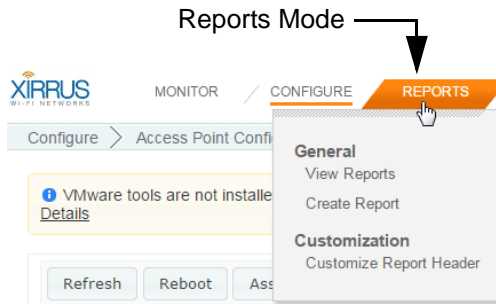 Reports Mode
XIRRUS
WI-FI NETWORKS
MONITOR
CONFIGURE
REPORTS
Configure
Access Point Confi
General
View Reports
Create Report
Customization
Customize Report Header
VMware tools are not installe
Details
Refresh
Reboot
Ass